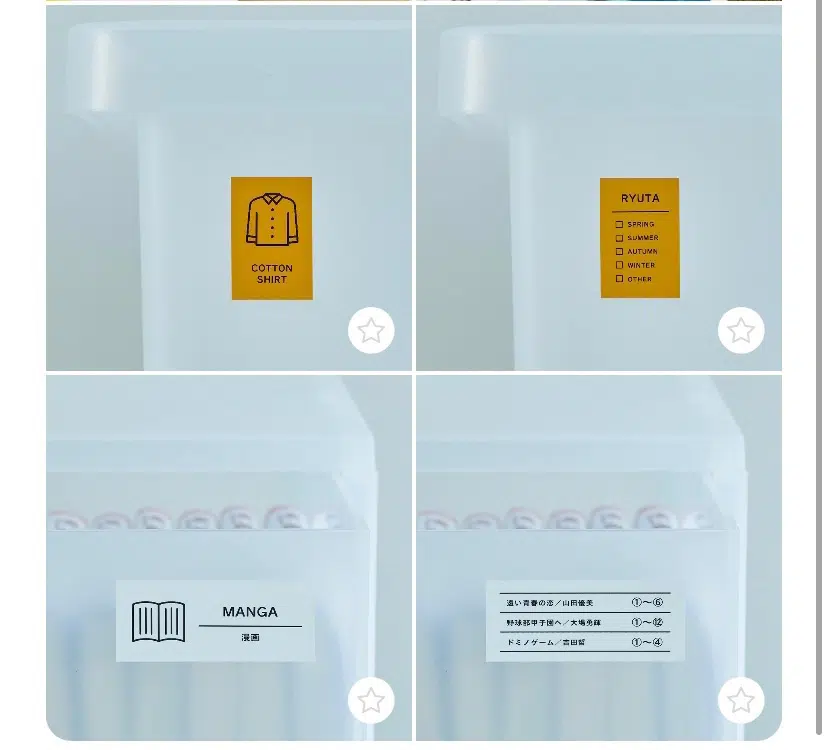 COTTON
SHIRT
RYUTA
SPRING
SUMMER
AUTUMN
WINTER
OTHER
MANGA
漫画
遠い青春の恋／山田優美 ①〜⑥
野球部甲子園へ／大場勇輝 ①〜⑫
ドミノゲーム／吉田哲 ①〜④